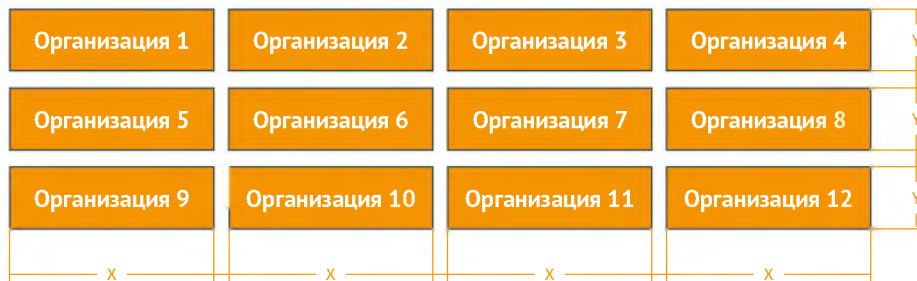 Организация 1 Организация 2 Организация 3 Организация 4
Y
Организация 5 Организация 6 Организация 7 Организация 8
Y
Организация 9 Организация 10 Организация 11 Организация 12
Y
X X X X